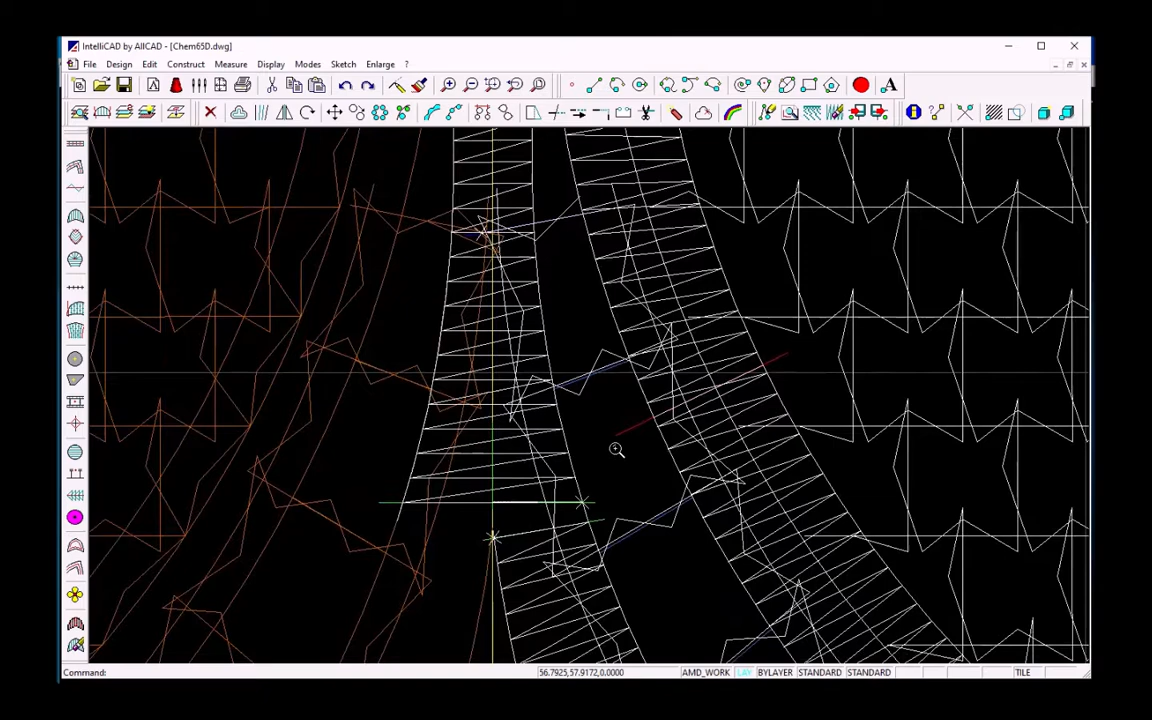 IntelliCAD by AllCAD - [Chem65D.dwg]
File Design Edit Construct Measure Display Modes Sketch Enlarge ?
Command: 56.7925,57.9172,0.0000 AMD_WORK LAY BYLAYER STANDARD STANDARD TILE